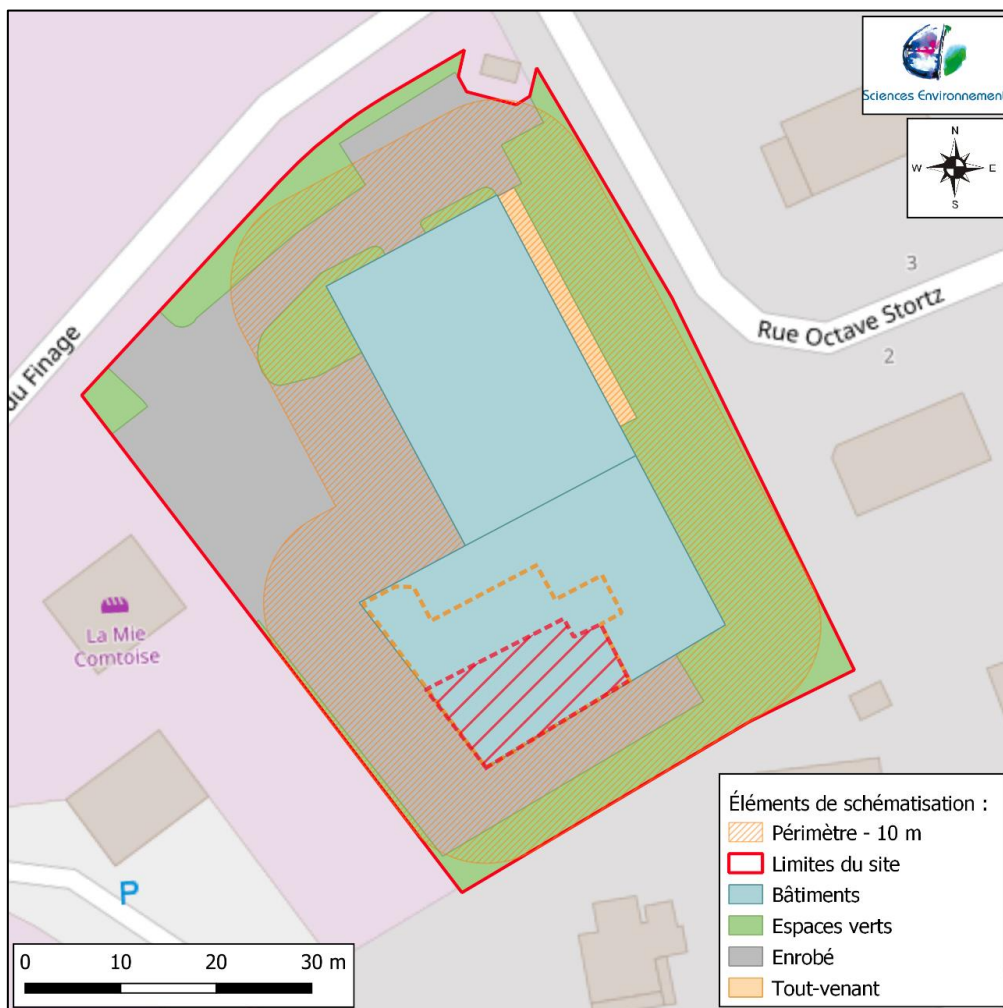 Sciences Environnement
N
W E
S
3
Rue Octave Stortz
2
du Finage
La Mie
Comtoise
P
Éléments de schématisation :
Périmètre - 10 m
Limites du site
Bâtiments
Espaces verts
Enrobé
Tout-venant
0 10 20 30 m